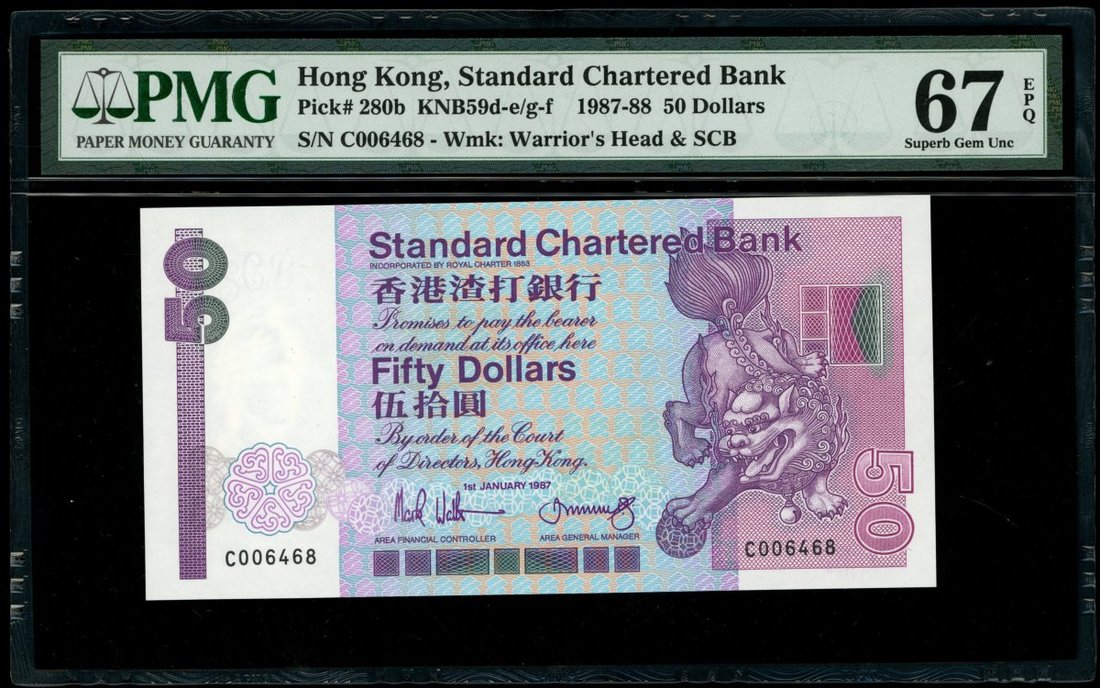 PMG
PAPER MONEY GUARANTY
Hong Kong, Standard Chartered Bank
Pick# 280b KNB59d-e/g-f 1987-88 50 Dollars
S/N C006468 - Wmk: Warrior's Head & SCB
67
EPQ
Superb Gem Unc
50
Standard Chartered Bank
INCORPORATED BY ROYAL CHARTER 1853
香港渣打銀行
Promises to pay the bearer
on demand at its office here
Fifty Dollars
伍拾圓
By order of the Court
of Directors, Hong Kong.
1st JANUARY 1987
AREA FINANCIAL CONTROLLER
AREA GENERAL MANAGER
C006468
C006468
50